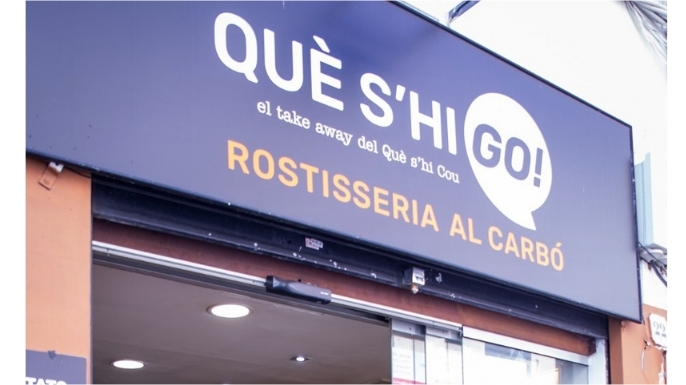 QUÈ S'HI GO!
el take away del Què s'hi Cou
ROSTISSERIA AL CARBÓ